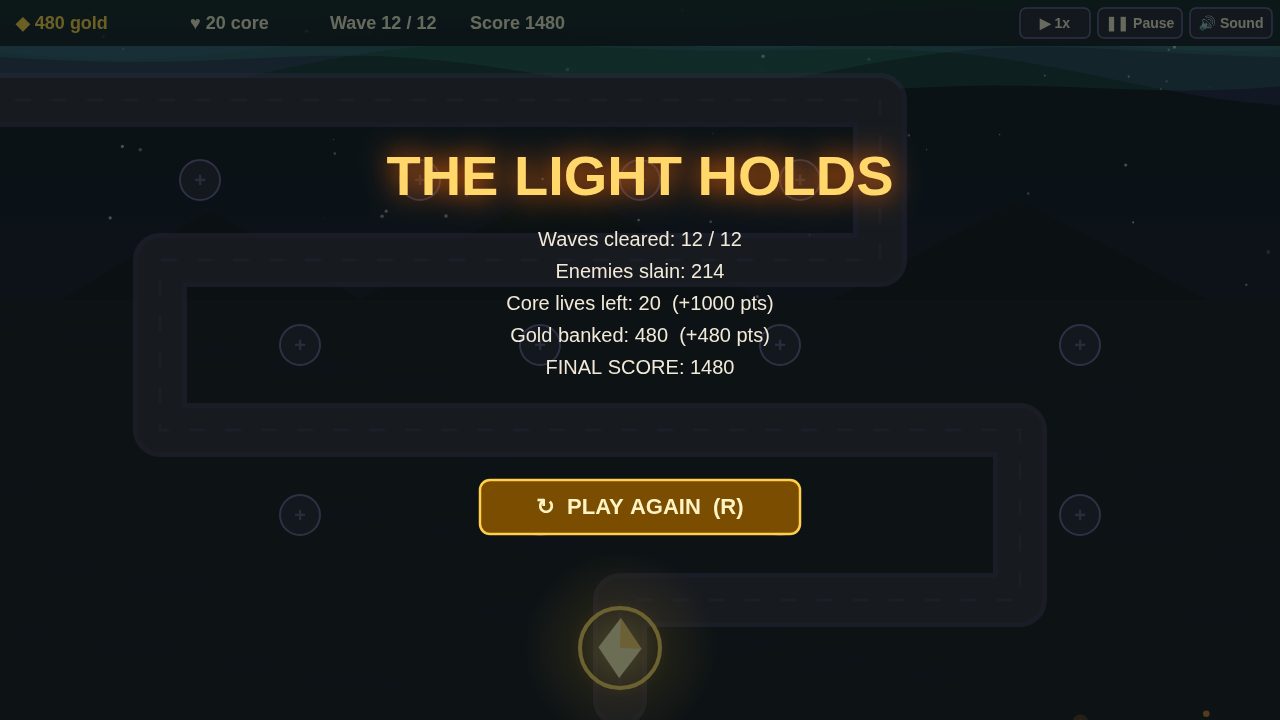 ◆ 480 gold ♥ 20 core Wave 12 / 12 Score 1480 ▶ 1x ❚❚ Pause 🔊 Sound
THE LIGHT HOLDS
Waves cleared: 12 / 12
Enemies slain: 214
Core lives left: 20 (+1000 pts)
Gold banked: 480 (+480 pts)
FINAL SCORE: 1480
↻ PLAY AGAIN (R)